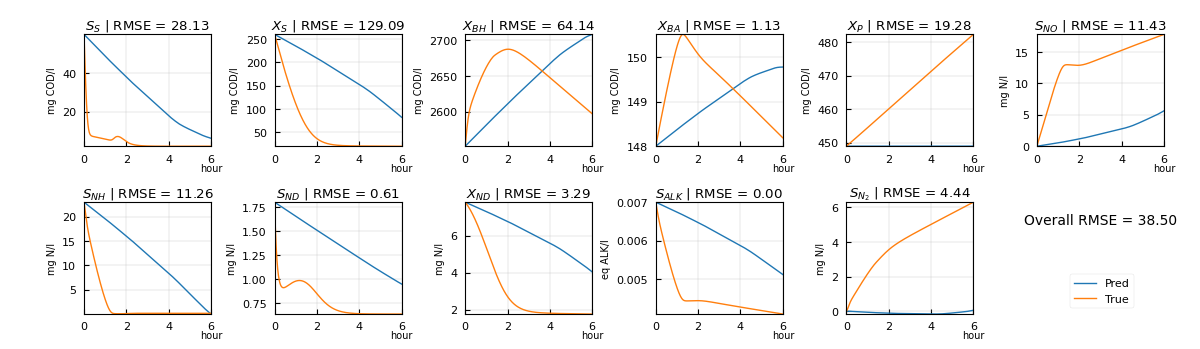 S_S | RMSE = 28.13
X_S | RMSE = 129.09
X_BH | RMSE = 64.14
X_BA | RMSE = 1.13
X_P | RMSE = 19.28
S_NO | RMSE = 11.43
mg COD/l
40
20
0 2 4 6
hour
mg COD/l
250
200
150
100
50
0 2 4 6
hour
mg COD/l
2700
2650
2600
0 2 4 6
hour
mg COD/l
150
149
148
0 2 4 6
hour
mg COD/l
480
470
460
450
0 2 4 6
hour
mg N/l
15
10
5
0
0 2 4 6
hour
S_NH | RMSE = 11.26
S_ND | RMSE = 0.61
X_ND | RMSE = 3.29
S_ALK | RMSE = 0.00
S_N2 | RMSE = 4.44
mg N/l
20
15
10
5
0 2 4 6
hour
mg N/l
1.75
1.50
1.25
1.00
0.75
0 2 4 6
hour
mg N/l
6
4
2
0 2 4 6
hour
eq ALK/l
0.007
0.006
0.005
0 2 4 6
hour
mg N/l
6
4
2
0
0 2 4 6
hour
Overall RMSE = 38.50
Pred
True